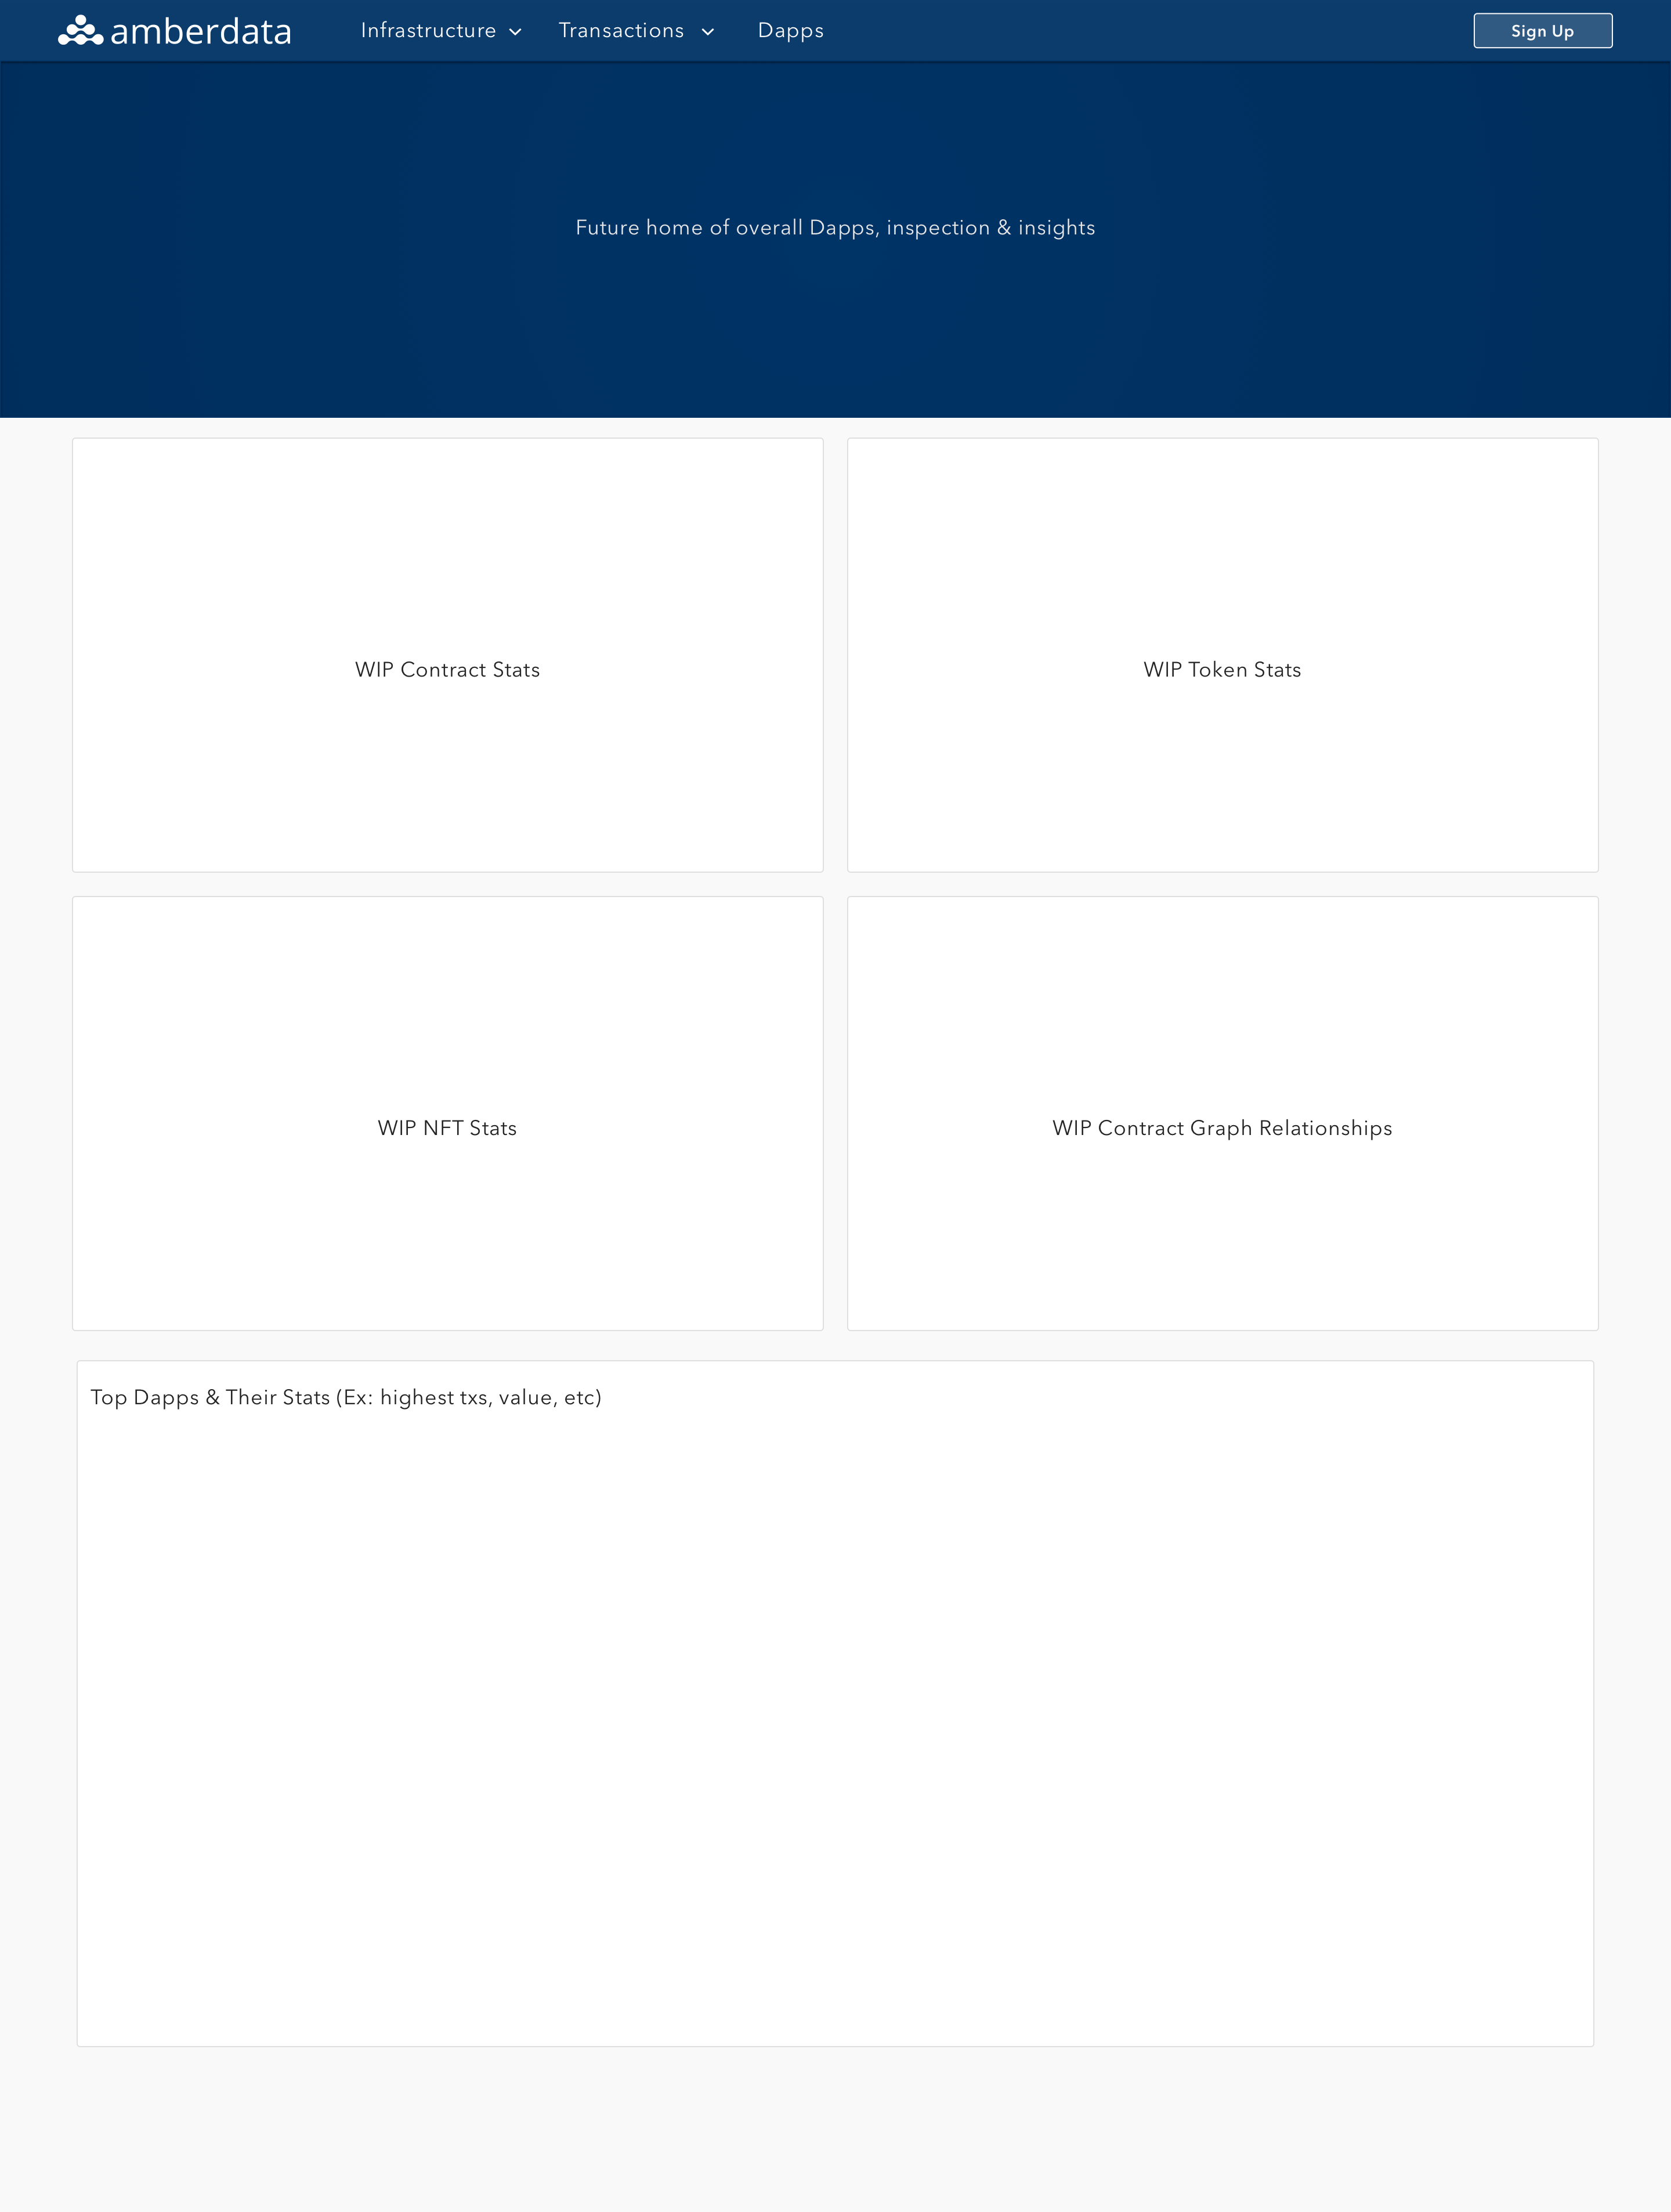 amberdata
Infrastructure
Transactions
Dapps
Sign Up
Future home of overall Dapps, inspection & insights
WIP Contract Stats
WIP Token Stats
WIP NFT Stats
WIP Contract Graph Relationships
Top Dapps & Their Stats (Ex: highest txs, value, etc)